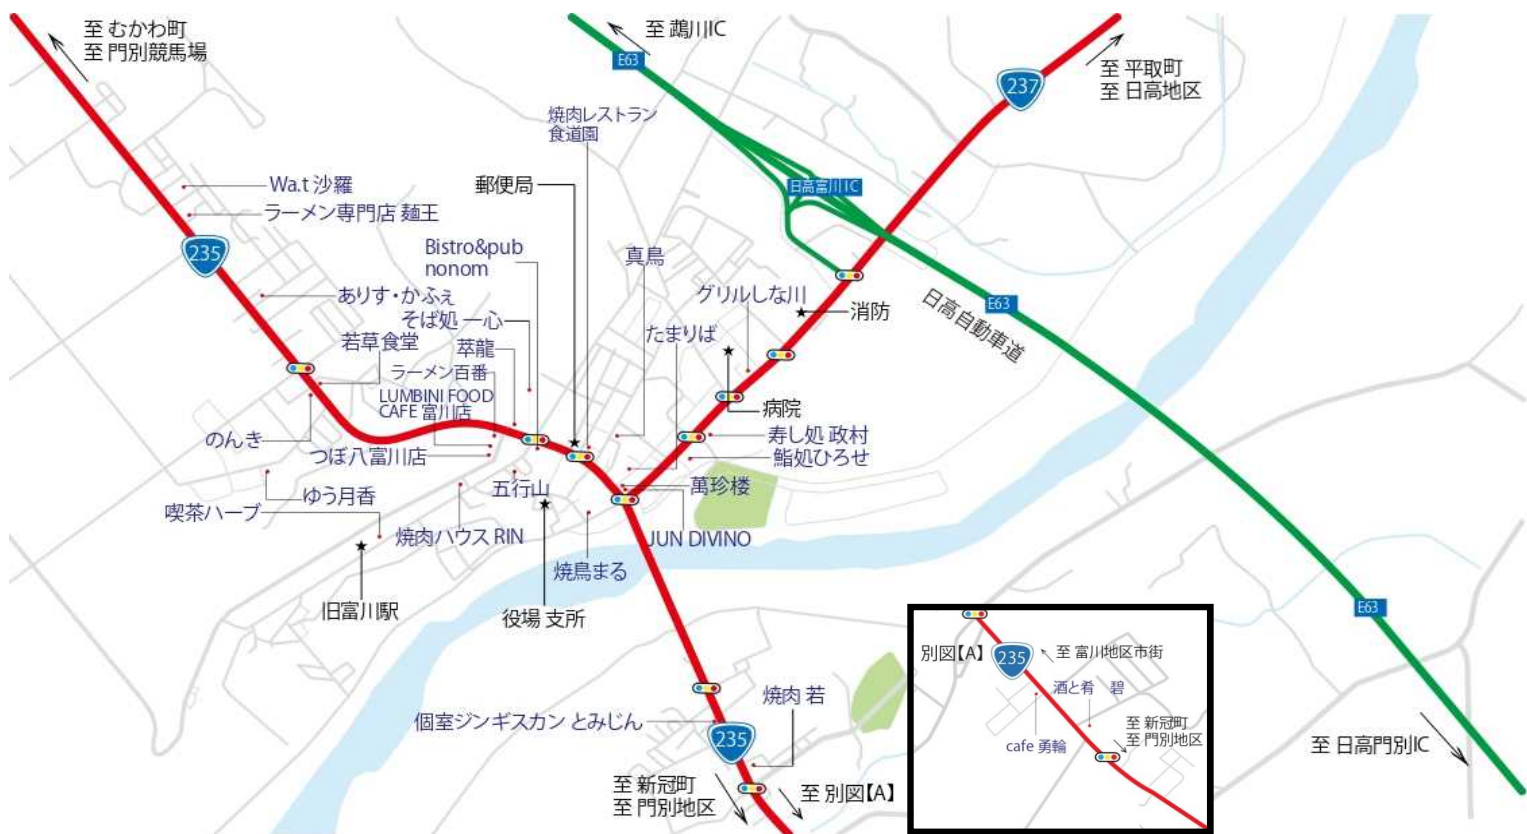 至 むかわ町
至 門別競馬場
至 鵡川IC
E63
237
至 平取町
至 日高地区
焼肉レストラン
食道園
郵便局
日高富川IC
Wa.t 沙羅
ラーメン専門店 麺王
235
Bistro&pub
nonom
真鳥
グリルしな川
消防
E63
日高自動車道
ありす・かふぇ
そば処 一心
たまりば
若草食堂
萃龍
ラーメン百番
LUMBINI FOOD
CAFE 富川店
病院
のんき
つぼ八富川店
寿し処 政村
鮨処ひろせ
ゆう月香
五行山
萬珍楼
喫茶ハーブ
焼肉ハウス RIN
JUN DIVINO
焼鳥まる
旧富川駅
役場 支所
E63
焼肉 若
個室ジンギスカン とみじん
235
至 新冠町
至 門別地区
至 別図【A】
別図【A】
235
至 富川地区市街
酒と肴 碧
cafe 勇輪
至 新冠町
至 門別地区
至 日高門別IC